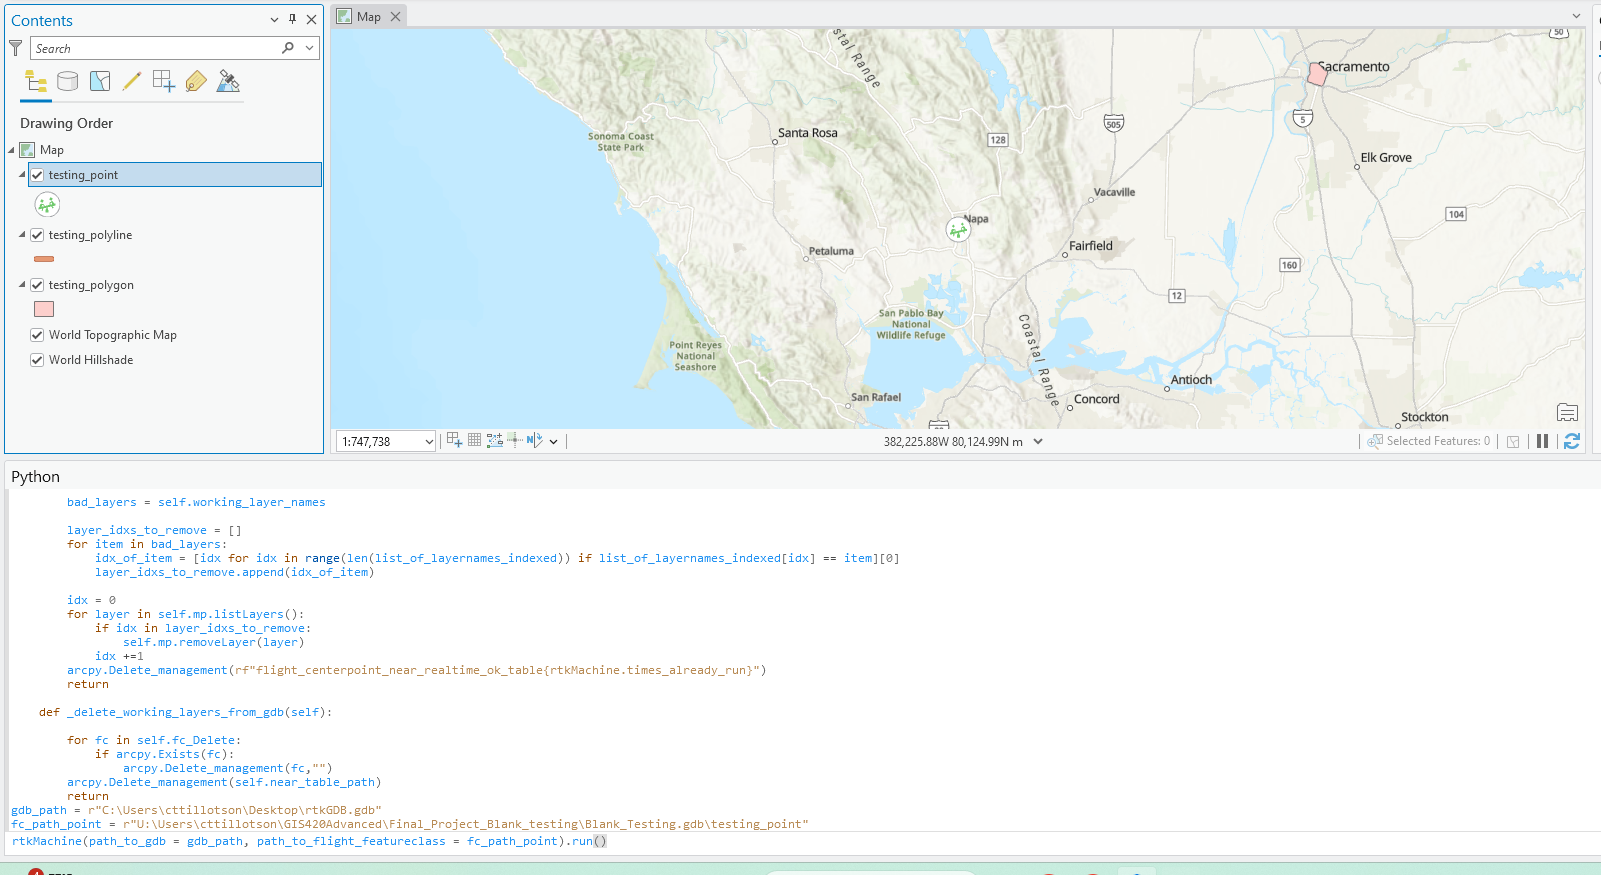 Contents
Search
Drawing Order
Map
testing_point
testing_polyline
testing_polygon
World Topographic Map
World Hillshade
Map
Coastal Range
50
Sacramento
Sonoma Coast
State Park
Santa Rosa
128
505
5
Elk Grove
Vacaville
104
Napa
Petaluma
Fairfield
160
12
San Pablo Bay
National
Wildlife Refuge
Coastal Range
Point Reyes
National
Seashore
Antioch
San Rafael
Concord
Stockton
1:747,738
N
382,225.88W 80,124.99N m
Selected Features: 0
Python
bad_layers = self.working_layer_names
layer_idxs_to_remove = []
for item in bad_layers:
idx_of_item = [idx for idx in range(len(list_of_layernames_indexed)) if list_of_layernames_indexed[idx] == item][0]
layer_idxs_to_remove.append(idx_of_item)
idx = 0
for layer in self.mp.listLayers():
if idx in layer_idxs_to_remove:
self.mp.removeLayer(layer)
idx +=1
arcpy.Delete_management(rf"flight_centerpoint_near_realtime_ok_table{rtkMachine.times_already_run}")
return
def _delete_working_layers_from_gdb(self):
for fc in self.fc_Delete:
if arcpy.Exists(fc):
arcpy.Delete_management(fc,"")
arcpy.Delete_management(self.near_table_path)
return
gdb_path = r"C:\Users\cttillotson\Desktop\rtkGDB.gdb"
fc_path_point = r"U:\Users\cttillotson\GIS420Advanced\Final_Project_Blank_testing\Blank_Testing.gdb\testing_point"
rtkMachine(path_to_gdb = gdb_path, path_to_flight_featureclass = fc_path_point).run()